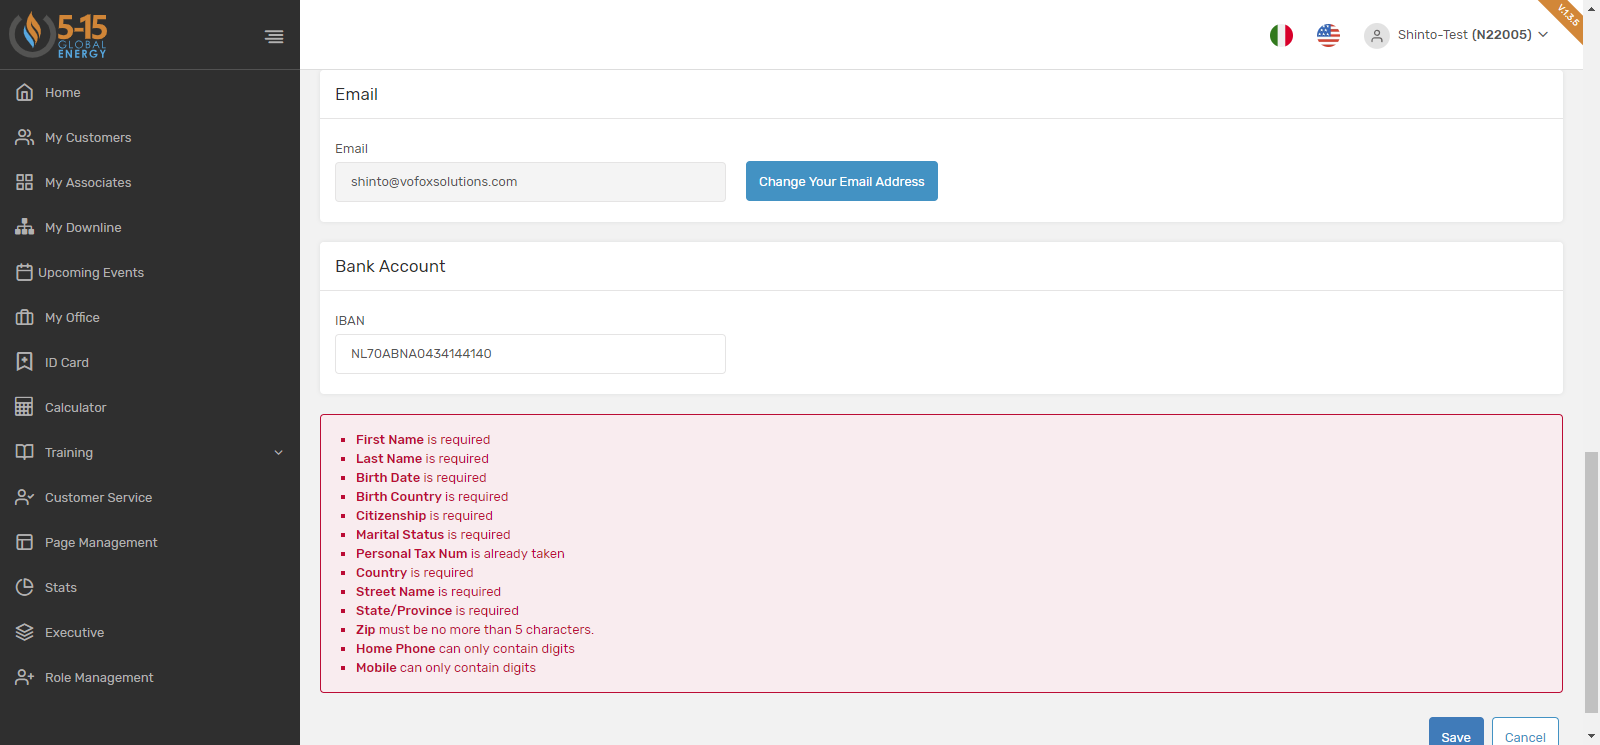 5-15
GLOBAL
ENERGY
Shinto-Test (N22005)
V.1.3.5
Home
My Customers
My Associates
My Downline
Upcoming Events
My Office
ID Card
Calculator
Training
Customer Service
Page Management
Stats
Executive
Role Management
Email
Email
shinto@vofoxsolutions.com
Change Your Email Address
Bank Account
IBAN
NL70ABNA0434144140
First Name is required
Last Name is required
Birth Date is required
Birth Country is required
Citizenship is required
Marital Status is required
Personal Tax Num is already taken
Country is required
Street Name is required
State/Province is required
Zip must be no more than 5 characters.
Home Phone can only contain digits
Mobile can only contain digits
Save
Cancel